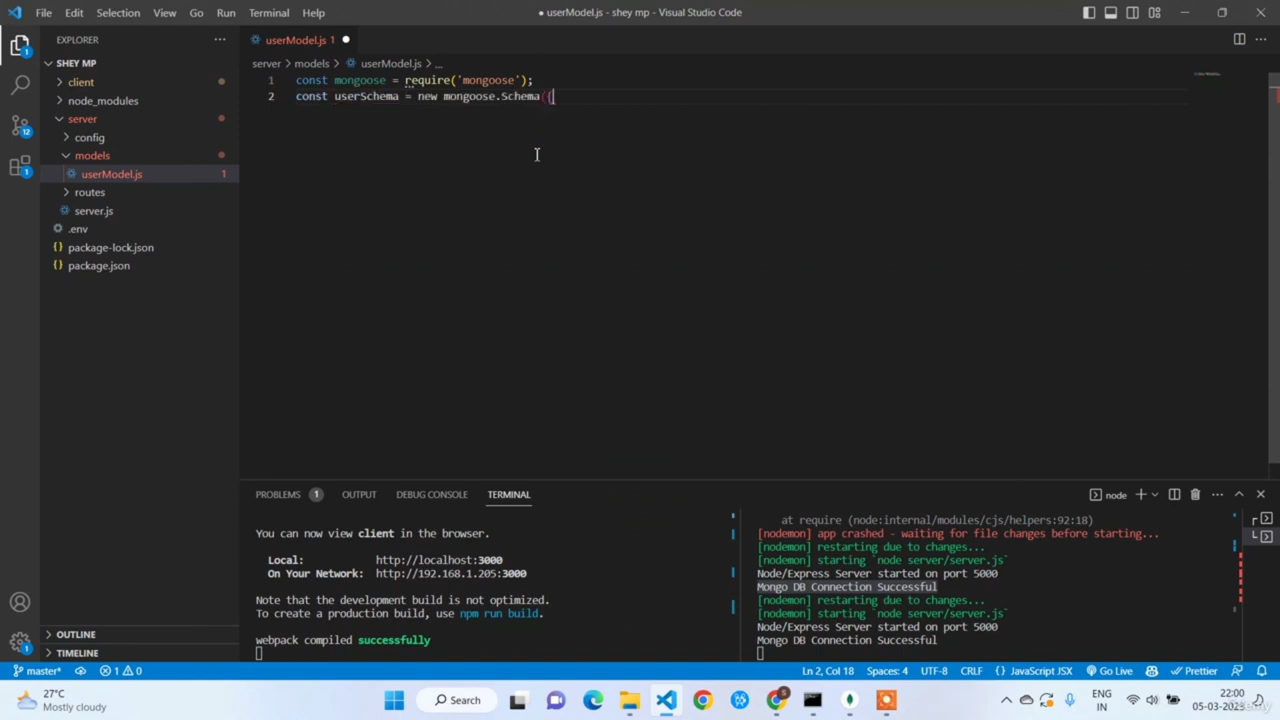 File Edit Selection View Go Run Terminal Help
● userModel.js - shey mp - Visual Studio Code
EXPLORER
SHEY MP
client
node_modules
server
config
models
userModel.js 1
routes
server.js
.env
package-lock.json
package.json
OUTLINE
TIMELINE
userModel.js 1 ●
server > models > userModel.js > ...
1 const mongoose = require('mongoose');
2 const userSchema = new mongoose.Schema({
PROBLEMS 1 OUTPUT DEBUG CONSOLE TERMINAL
node
You can now view client in the browser.
Local: http://localhost:3000
On Your Network: http://192.168.1.205:3000
Note that the development build is not optimized.
To create a production build, use npm run build.
webpack compiled successfully
at require (node:internal/modules/cjs/helpers:92:18)
[nodemon] app crashed - waiting for file changes before starting...
[nodemon] restarting due to changes...
[nodemon] starting `node server/server.js`
Node/Express Server started on port 5000
Mongo DB Connection Successful
[nodemon] restarting due to changes...
[nodemon] starting `node server/server.js`
Node/Express Server started on port 5000
Mongo DB Connection Successful
master* 1 0
Ln 2, Col 18 Spaces: 4 UTF-8 CRLF {} JavaScript JSX Go Live Prettier
27°C
Mostly cloudy
Search
ENG
IN
22:00
05-03-2023